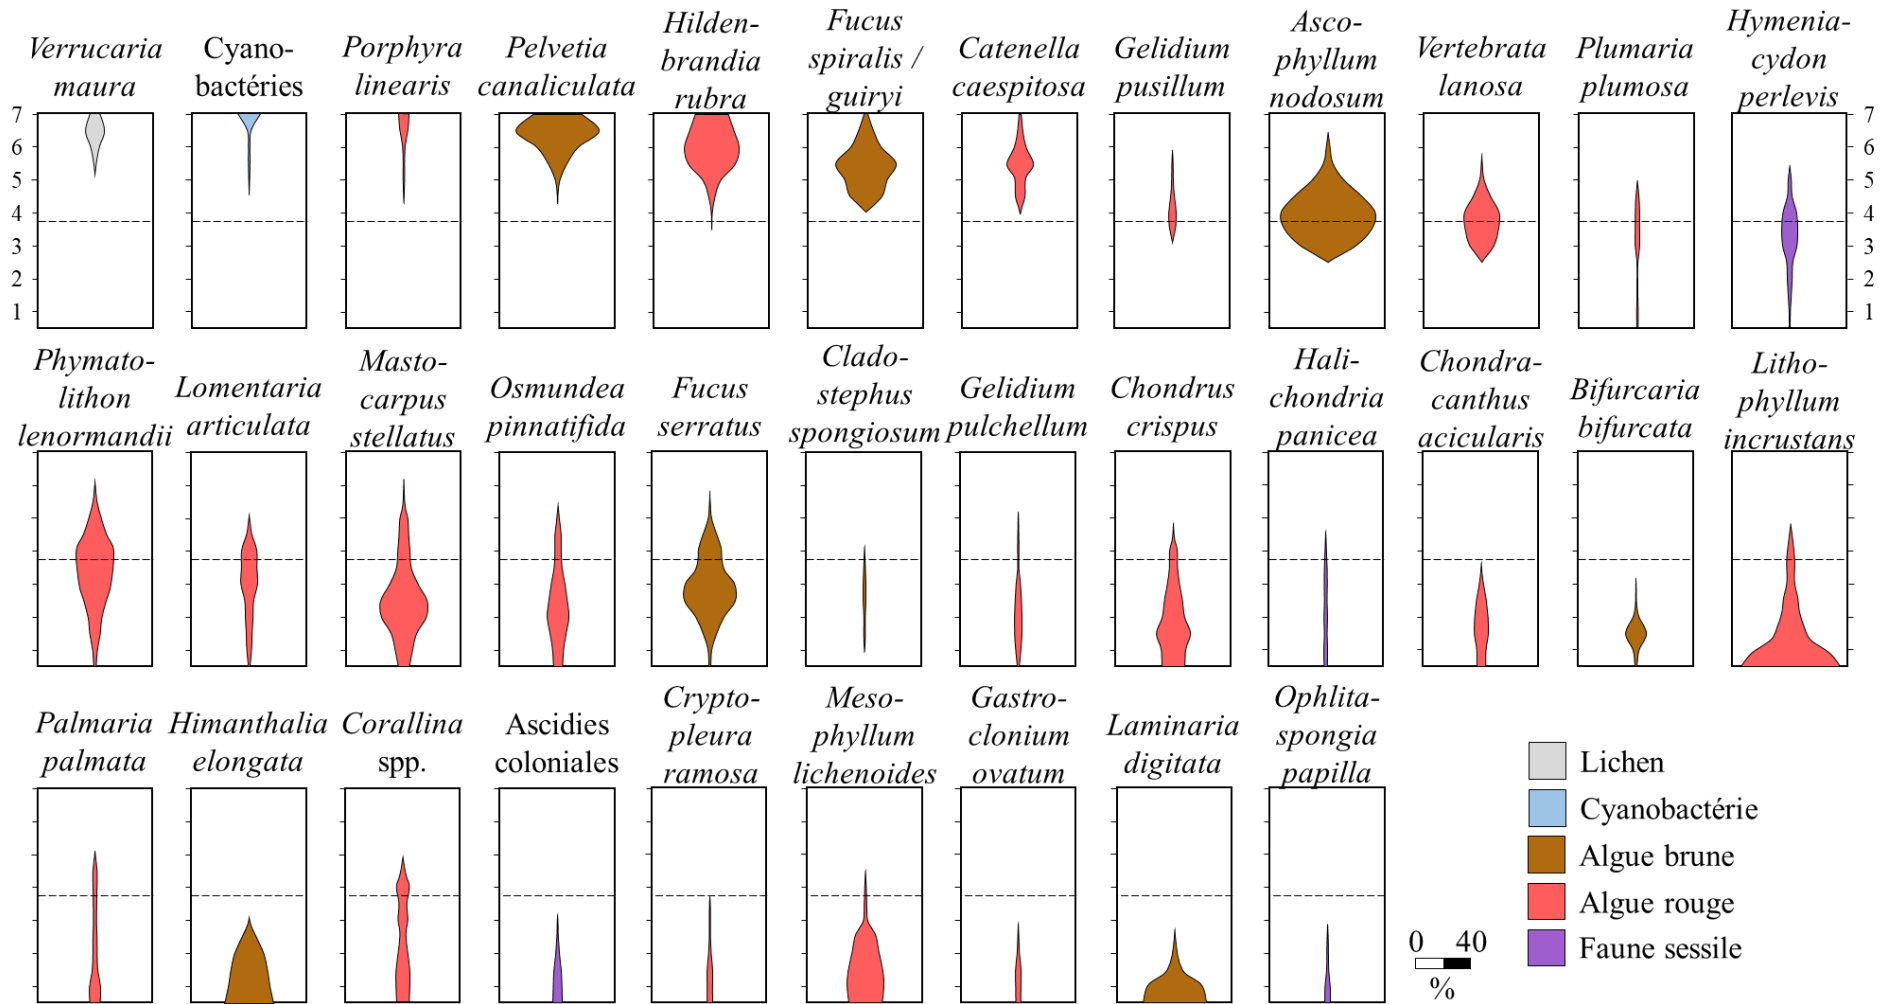 Verrucaria
maura
Cyano-
bactéries
Porphyra
linearis
Pelvetia
canaliculata
Hilden-
brandia
rubra
Fucus
spiralis /
guiryi
Catenella
caespitosa
Gelidium
pusillum
Asco-
phyllum
nodosum
Vertebrata
lanosa
Plumaria
plumosa
Hymenia-
cydon
perlevis
7
6
5
4
3
2
1
7
6
5
4
3
2
1
Phymato-
lithon
lenormandii
Lomentaria
articulata
Masto-
carpus
stellatus
Osmundea
pinnatifida
Fucus
serratus
Clado-
stephus
spongiosum
Gelidium
pulchellum
Chondrus
crispus
Hali-
chondria
panicea
Chondra-
canthus
acicularis
Bifurcaria
bifurcata
Litho-
phyllum
incrustans
Palmaria
palmata
Himanthalia
elongata
Corallina
spp.
Ascidies
coloniales
Crypto-
pleura
ramosa
Meso-
phyllum
lichenoides
Gastro-
clonium
ovatum
Laminaria
digitata
Ophlita-
spongia
papilla
0 40
%
Lichen
Cyanobactérie
Algue brune
Algue rouge
Faune sessile